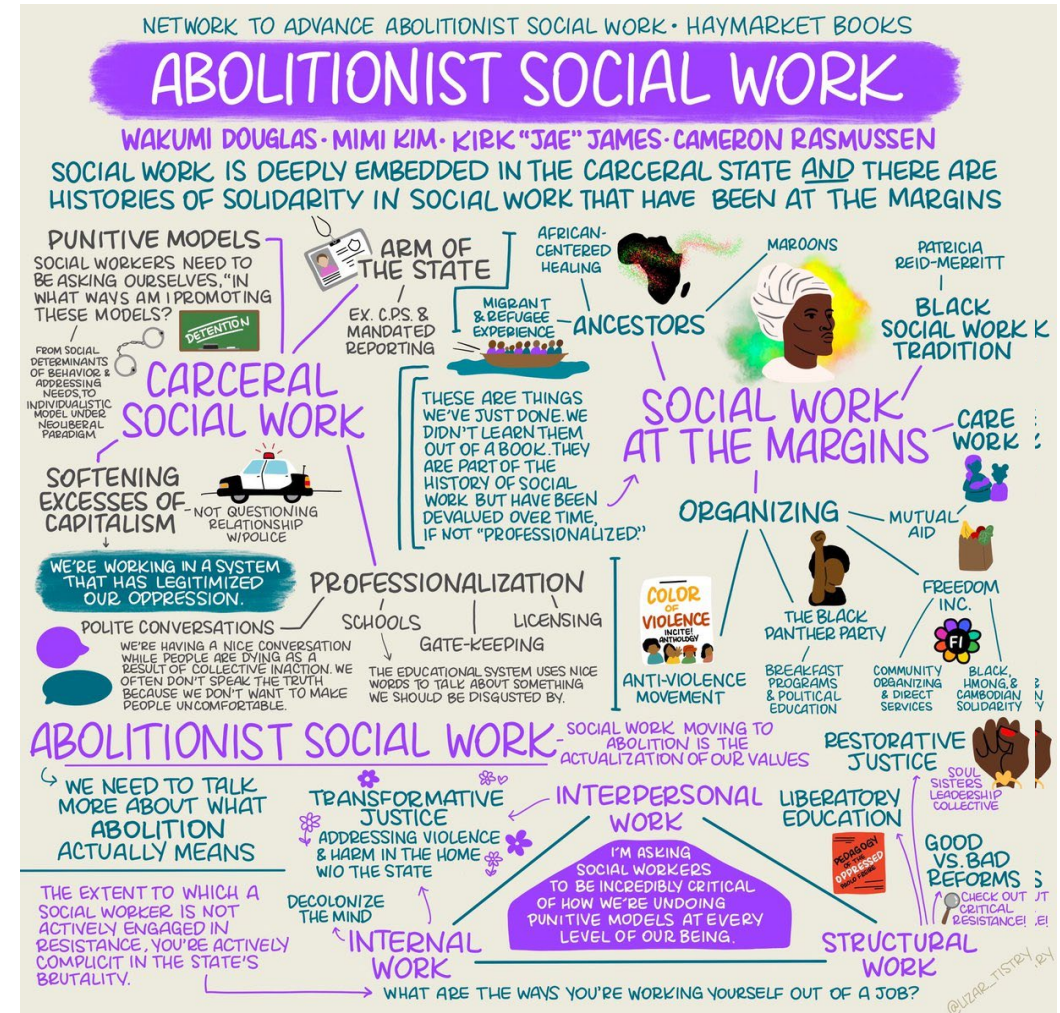 NETWORK TO ADVANCE ABOLITIONIST SOCIAL WORK • HAYMARKET BOOKS
ABOLITIONIST SOCIAL WORK
WAKUMI DOUGLAS • MIMI KIM • KIRK "JAE" JAMES • CAMERON RASMUSSEN
SOCIAL WORK IS DEEPLY EMBEDDED IN THE CARCERAL STATE AND THERE ARE
HISTORIES OF SOLIDARITY IN SOCIAL WORK THAT HAVE BEEN AT THE MARGINS
PUNITIVE MODELS
SOCIAL WORKERS NEED TO
BE ASKING OURSELVES, "IN
WHAT WAYS AM I PROMOTING
THESE MODELS?
FROM SOCIAL
DETERMINANTS
OF BEHAVIOR &
ADDRESSING
NEEDS, TO
INDIVIDUALISTIC
MODEL UNDER
NEOLIBERAL
PARADIGM
DETENTION
ARM OF
THE STATE
EX. C.P.S. &
MANDATED
REPORTING
CARCERAL
SOCIAL WORK
SOFTENING
EXCESSES OF
CAPITALISM
NOT QUESTIONING
RELATIONSHIP
W/POLICE
WE'RE WORKING IN A SYSTEM
THAT HAS LEGITIMIZED
OUR OPPRESSION.
PROFESSIONALIZATION
POLITE CONVERSATIONS
WE'RE HAVING A NICE CONVERSATION
WHILE PEOPLE ARE DYING AS A
RESULT OF COLLECTIVE INACTION. WE
OFTEN DON'T SPEAK THE TRUTH
BECAUSE WE DON'T WANT TO MAKE
PEOPLE UNCOMFORTABLE.
SCHOOLS
GATE-KEEPING
LICENSING
THE EDUCATIONAL SYSTEM USES NICE
WORDS TO TALK ABOUT SOMETHING
WE SHOULD BE DISGUSTED BY.
AFRICAN-
CENTERED
HEALING
MAROONS
MIGRANT
& REFUGEE
EXPERIENCE
ANCESTORS
THESE ARE THINGS
WE'VE JUST DONE. WE
DIDN'T LEARN THEM
OUT OF A BOOK. THEY
ARE PART OF THE
HISTORY OF SOCIAL
WORK BUT HAVE BEEN
DEVALUED OVER TIME,
IF NOT "PROFESSIONALIZED."
PATRICIA
REID-MERRITT
BLACK
SOCIAL WORK K
TRADITION
SOCIAL WORK
AT THE MARGINS
CARE
WORK
ORGANIZING
MUTUAL
AID
COLOR
OF
VIOLENCE
INCITE!
ANTHOLOGY
ANTI-VIOLENCE
MOVEMENT
THE BLACK
PANTHER PARTY
BREAKFAST
PROGRAMS
& POLITICAL
EDUCATION
FREEDOM
INC.
FI
COMMUNITY
ORGANIZING
& DIRECT
SERVICES
BLACK,
HMONG, &
CAMBODIAN
SOLIDARITY
ABOLITIONIST SOCIAL WORK
SOCIAL WORK MOVING TO
ABOLITION IS THE
ACTUALIZATION OF OUR VALUES
WE NEED TO TALK
MORE ABOUT WHAT
ABOLITION
ACTUALLY MEANS
THE EXTENT TO WHICH A
SOCIAL WORKER IS NOT
ACTIVELY ENGAGED IN
RESISTANCE, YOU'RE ACTIVELY
COMPLICIT IN THE STATE'S
BRUTALITY.
TRANSFORMATIVE
JUSTICE
ADDRESSING VIOLENCE
& HARM IN THE HOME
W/O THE STATE
DECOLONIZE
THE MIND
INTERNAL
WORK
INTERPERSONAL
WORK
I'M ASKING
SOCIAL WORKERS
TO BE INCREDIBLY CRITICAL
OF HOW WE'RE UNDOING
PUNITIVE MODELS AT EVERY
LEVEL OF OUR BEING.
LIBERATORY
EDUCATION
PEDAGOGY
OF THE
OPPRESSED
PAULO FREIRE
RESTORATIVE
JUSTICE
SOUL
SISTERS
LEADERSHIP
COLLECTIVE
GOOD
VS. BAD
REFORMS S
CHECK OUT UT
CRITICAL
RESISTANCE! E!
STRUCTURAL
WORK
WHAT ARE THE WAYS YOU'RE WORKING YOURSELF OUT OF A JOB?
@LIZAR_TISTRY RY